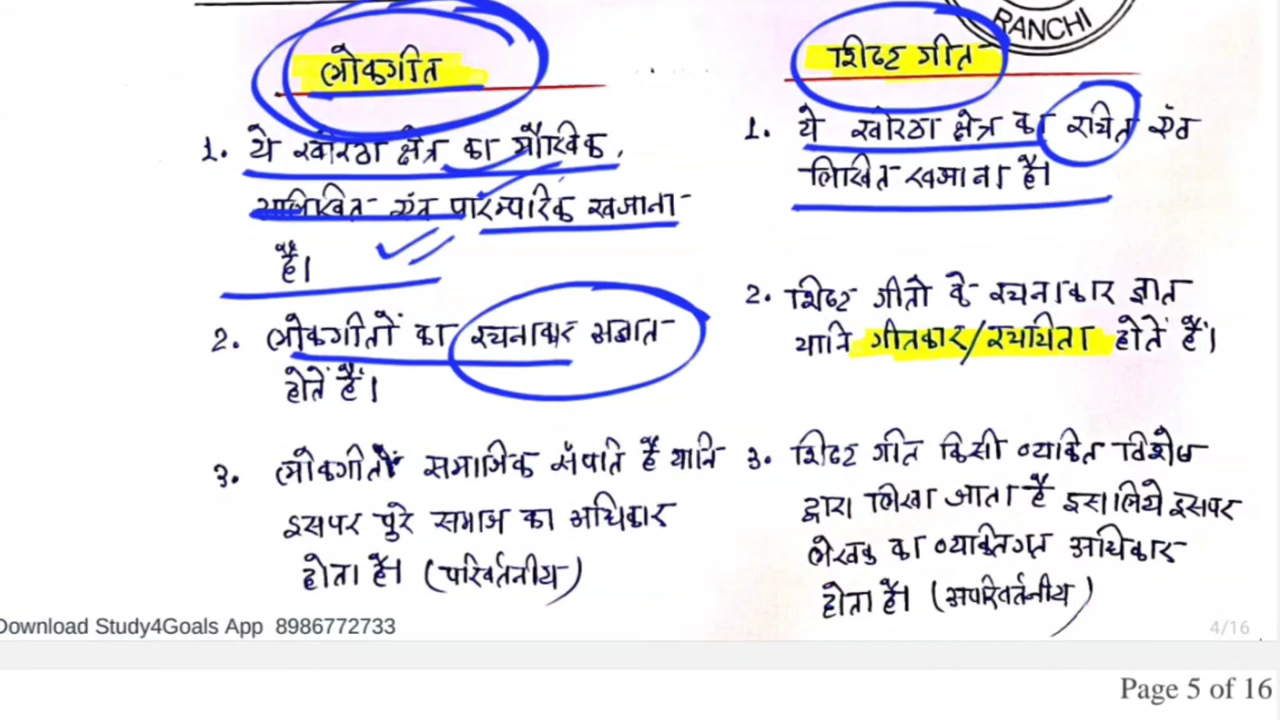 RANCHI
लोकगीत
1. ये खोरठा क्षेत्र का मौखिक,
अलिखित एंव पारम्परिक खजाना
है।
2. लोकगीतों का रचनाकार अज्ञात
होतें हैं।
3. लोकगीतों समाजिक संपति है यानि
इसपर पुरे समाज का अधिकार
होता है। (परिवर्तनीय)
शिष्ट गीत
1. ये खोरठा क्षेत्र का रचित एंव
लिखित खजाना है।
2. शिष्ट गीतो के रचनाकार ज्ञात
यानि गीतकार/रचयिता होतें हैं।
3. शिष्ट गीत किसी व्यक्ति विशेष
द्वारा लिखा जाता है इसलिये इसपर
लेखक का व्यक्तिगत अधिकार
होता है। (अपरिवर्तनीय)
Download Study4Goals App 8986772733
4/16
Page 5 of 16